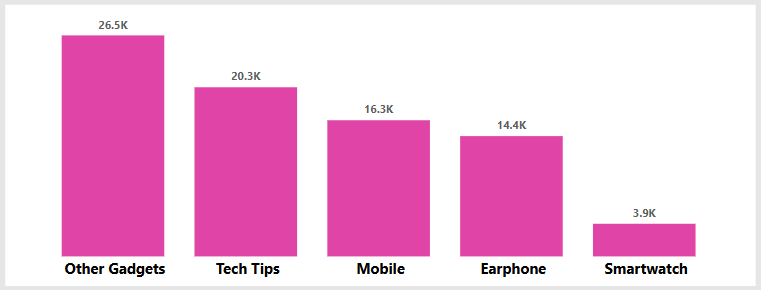 26.5K
20.3K
16.3K
14.4K
3.9K
Other Gadgets Tech Tips Mobile Earphone Smartwatch